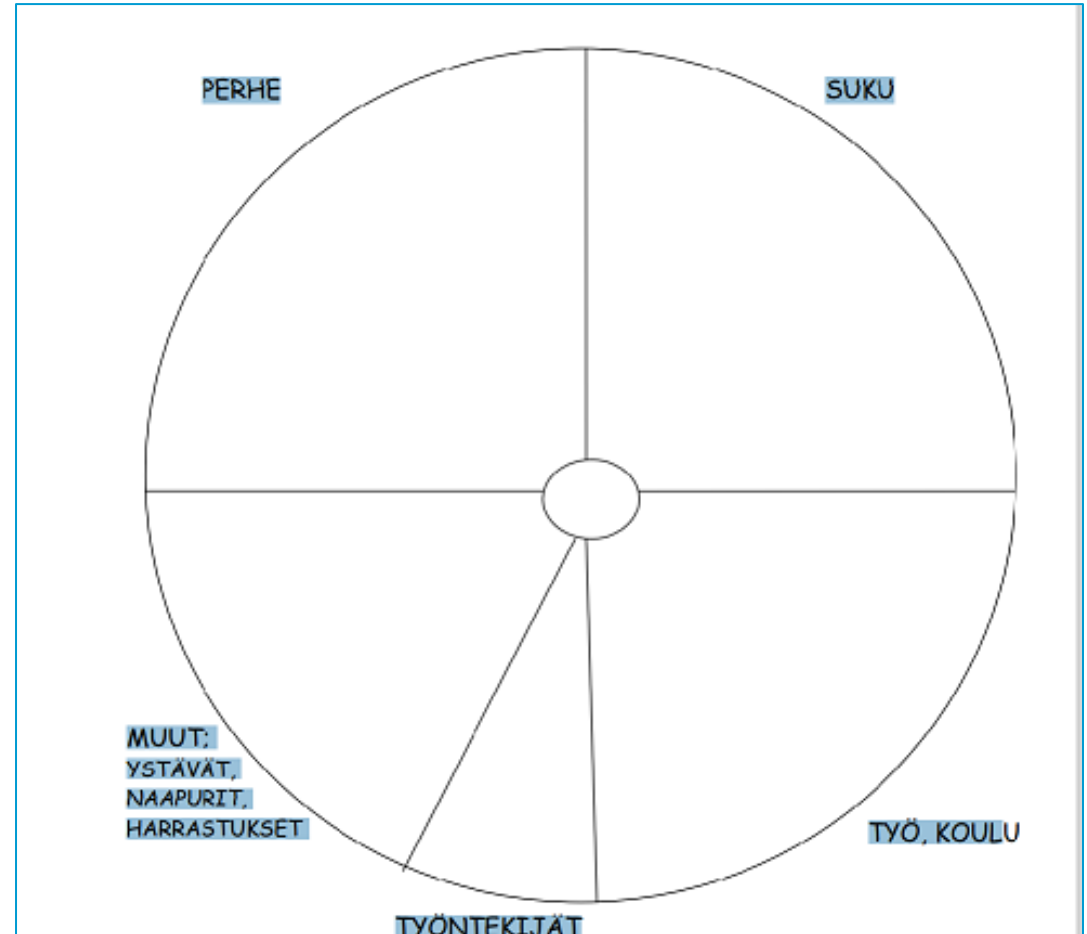 PERHE
SUKU
MUUT;
YSTÄVÄT,
NAAPURIT,
HARRASTUKSET
TYÖ, KOULU
TYÖNTEKIJÄT